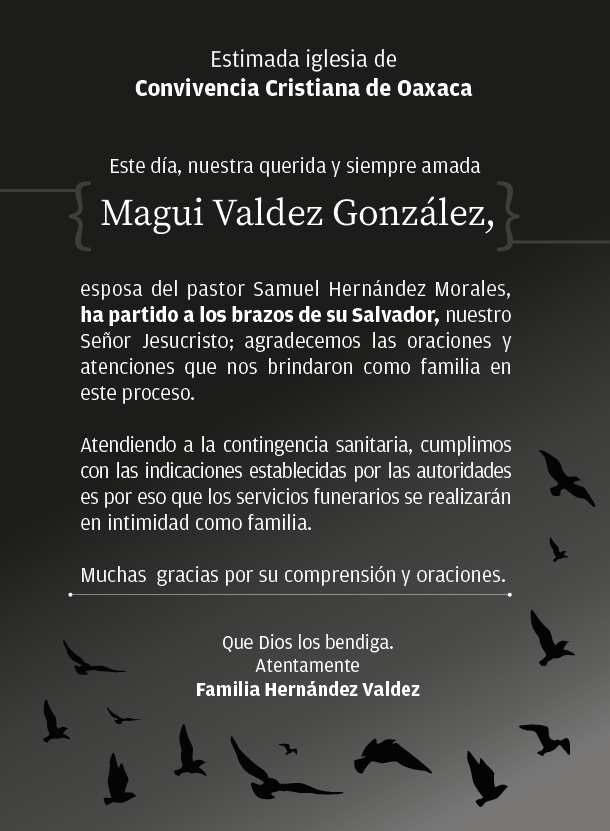 Estimada iglesia de
Convivencia Cristiana de Oaxaca
Este día, nuestra querida y siempre amada
Magui Valdez González,
esposa del pastor Samuel Hernández Morales,
ha partido a los brazos de su Salvador, nuestro
Señor Jesucristo; agradecemos las oraciones y
atenciones que nos brindaron como familia en
este proceso.
Atendiendo a la contingencia sanitaria, cumplimos
con las indicaciones establecidas por las autoridades
es por eso que los servicios funerarios se realizarán
en intimidad como familia.
Muchas gracias por su comprensión y oraciones.
Que Dios los bendiga.
Atentamente
Familia Hernández Valdez